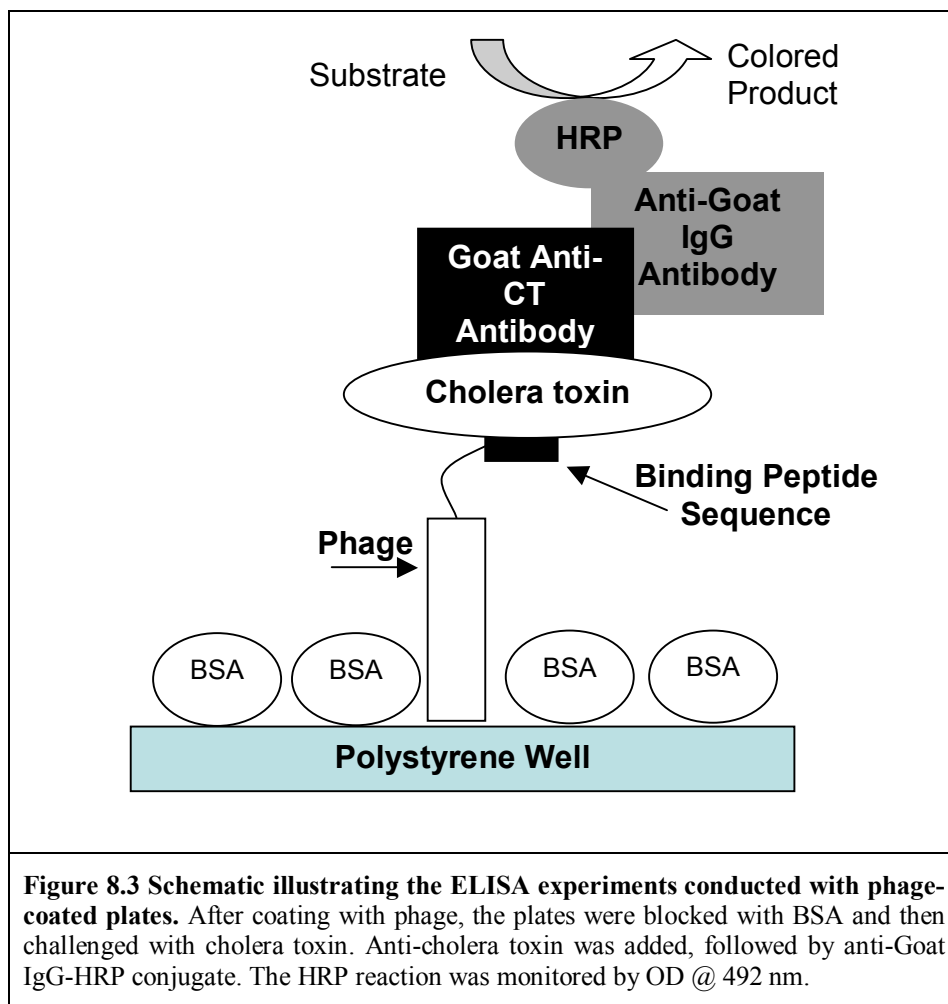 Substrate
Colored
Product
HRP
Anti-Goat
IgG
Antibody
Goat Anti-
CT
Antibody
Cholera toxin
Binding Peptide
Sequence
Phage
BSA
BSA
BSA
BSA
Polystyrene Well
Figure 8.3 Schematic illustrating the ELISA experiments conducted with phage-
coated plates. After coating with phage, the plates were blocked with BSA and then
challenged with cholera toxin. Anti-cholera toxin was added, followed by anti-Goat
IgG-HRP conjugate. The HRP reaction was monitored by OD @ 492 nm.